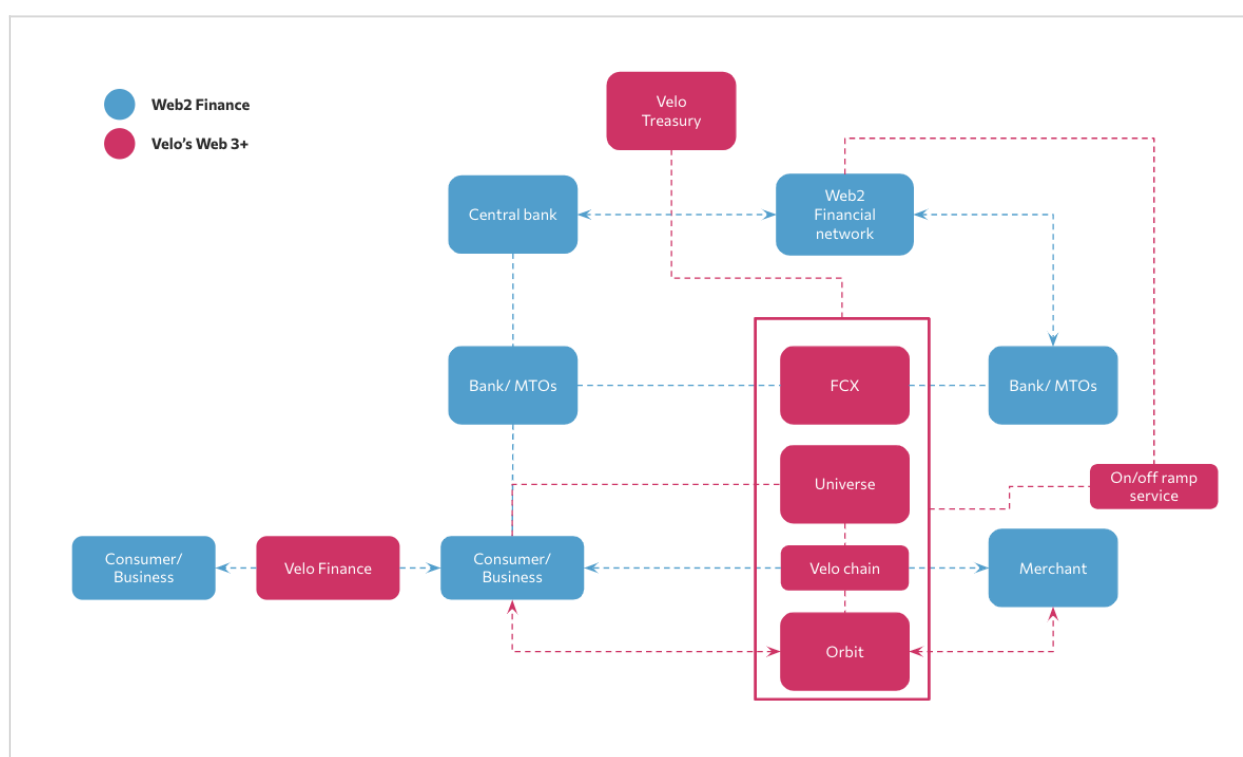 Web2 Finance
Velo's Web 3+
Velo
Treasury
Central bank
Web2
Financial
network
Bank/ MTOs
FCX
Bank/ MTOs
Universe
On/off ramp
service
Consumer/
Business
Velo Finance
Consumer/
Business
Velo chain
Merchant
Orbit